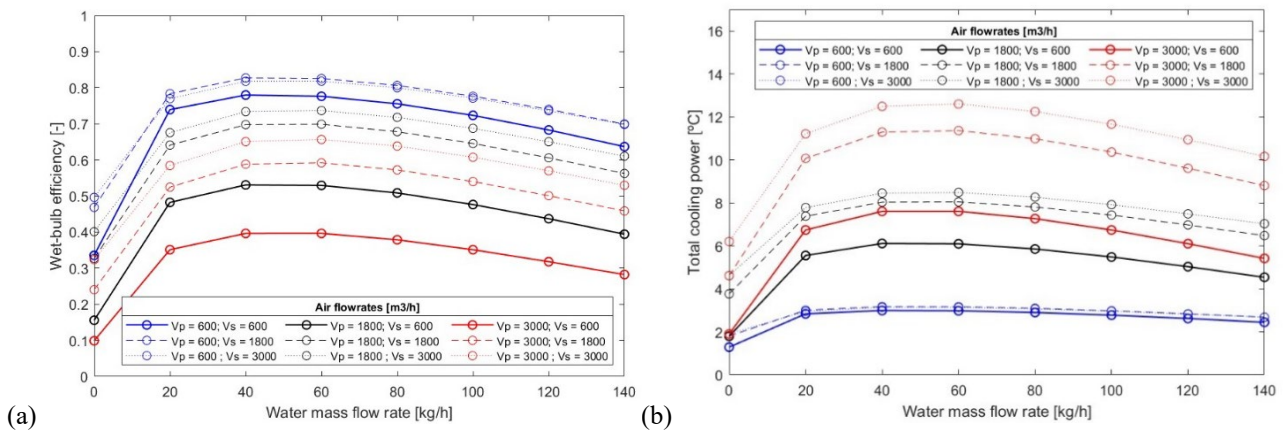 1
0.9
0.8
0.7
0.6
0.5
0.4
0.3
0.2
0.1
0
Wet-bulb efficiency [-]
Air flowrates [m3/h]
Vp = 600; Vs = 600 Vp = 1800; Vs = 600 Vp = 3000; Vs = 600
Vp = 600; Vs = 1800 Vp = 1800; Vs = 1800 Vp = 3000; Vs = 1800
Vp = 600 ; Vs = 3000 Vp = 1800 ; Vs = 3000 Vp = 3000 ; Vs = 3000
0 20 40 60 80 100 120 140
Water mass flow rate [kg/h]
(a)
16
14
12
10
8
6
4
2
0
Total cooling power [ºC]
Air flowrates [m3/h]
Vp = 600; Vs = 600 Vp = 1800; Vs = 600 Vp = 3000; Vs = 600
Vp = 600; Vs = 1800 Vp = 1800; Vs = 1800 Vp = 3000; Vs = 1800
Vp = 600 ; Vs = 3000 Vp = 1800 ; Vs = 3000 Vp = 3000 ; Vs = 3000
0 20 40 60 80 100 120 140
Water mass flow rate [kg/h]
(b)